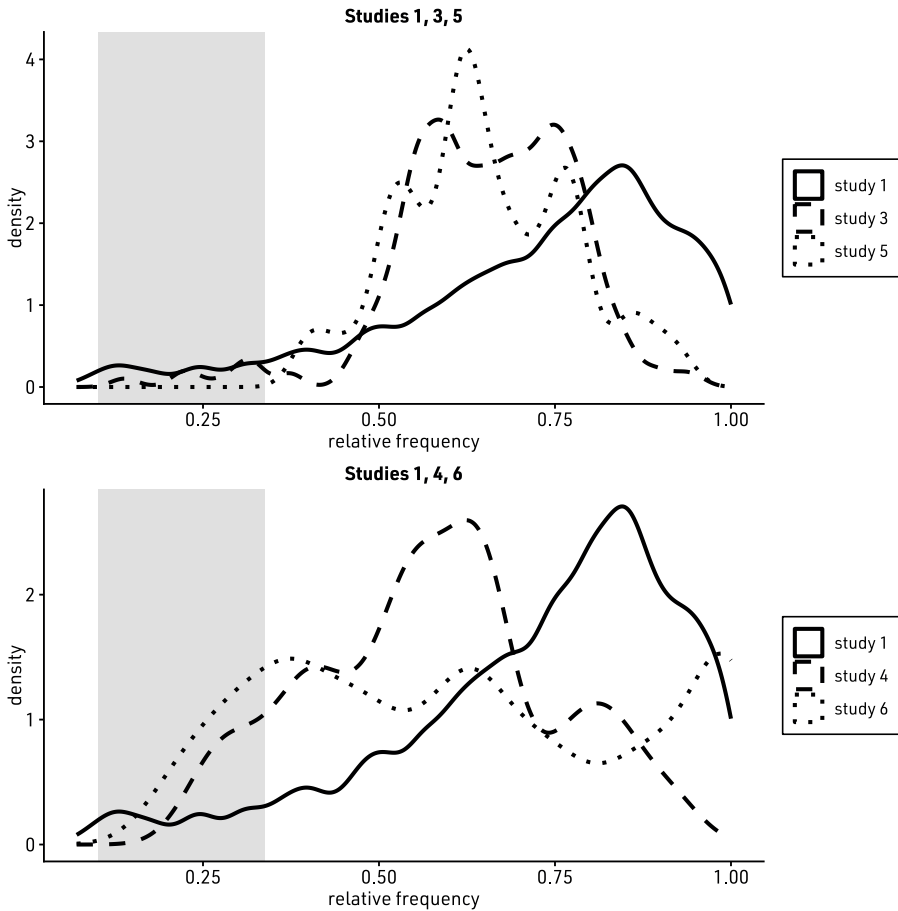 Studies 1, 3, 5
4
3
2
1
0
density
0.25 0.50 0.75 1.00
relative frequency
study 1
study 3
study 5
Studies 1, 4, 6
2
1
0
density
0.25 0.50 0.75 1.00
relative frequency
study 1
study 4
study 6